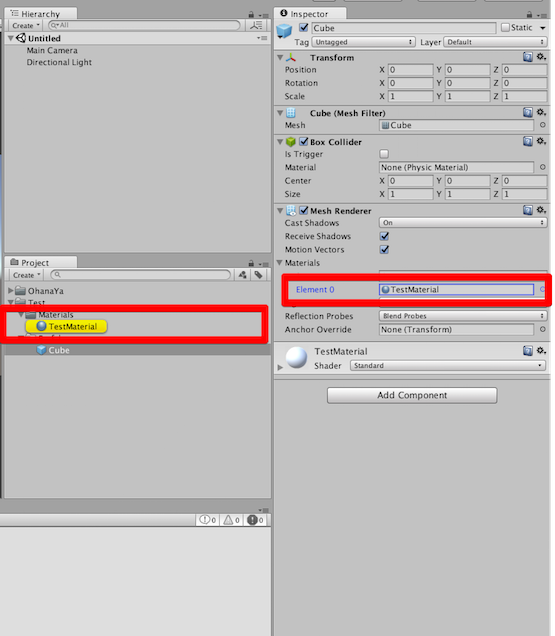 Hierarchy
Create
All
Untitled
Main Camera
Directional Light
Project
Create
OhanaYa
Test
Materials
TestMaterial
Cube
0 0 0
Inspector
Cube Static
Tag Untagged Layer Default
Transform
Position X 0 Y 0 Z 0
Rotation X 0 Y 0 Z 0
Scale X 1 Y 1 Z 1
Cube (Mesh Filter)
Mesh Cube
Box Collider
Is Trigger
Material None (Physic Material)
Center X 0 Y 0 Z 0
Size X 1 Y 1 Z 1
Mesh Renderer
Cast Shadows On
Receive Shadows
Motion Vectors
Materials
Element 0 TestMaterial
Reflection Probes Blend Probes
Anchor Override None (Transform)
TestMaterial
Shader Standard
Add Component